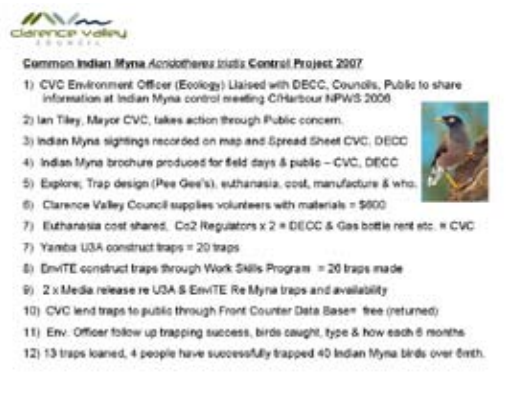 clarence valley
COUNCIL
Common Indian Myna Acridotheres tristis Control Project 2007
1) CVC Environment Officer (Ecology) Liaised with DECC, Councils, Public to share
information at Indian Myna control meeting C/Harbour NPWS 2006
2) Ian Tiley, Mayor CVC, takes action through Public concern.
3) Indian Myna sightings recorded on map and Spread Sheet CVC, DECC
4) Indian Myna brochure produced for field days & public – CVC, DECC
5) Explore; Trap design (Pee Gee's), euthanasia, cost, manufacture & who.
6) Clarence Valley Council supplies volunteers with materials = $600
7) Euthanasia cost shared, Co2 Regulators x 2 = DECC & Gas bottle rent etc. = CVC
7) Yamba U3A construct traps = 20 traps
8) EnviTE construct traps through Work Skills Program = 26 traps made
9) 2 x Media release re U3A & EnviTE Re Myna traps and availability
10) CVC lend traps to public through Front Counter Data Base= free (returned)
11) Env. Officer follow up trapping success, birds caught, type & how each 6 months
12) 13 traps loaned, 4 people have successfully trapped 40 Indian Myna birds over 6mth.